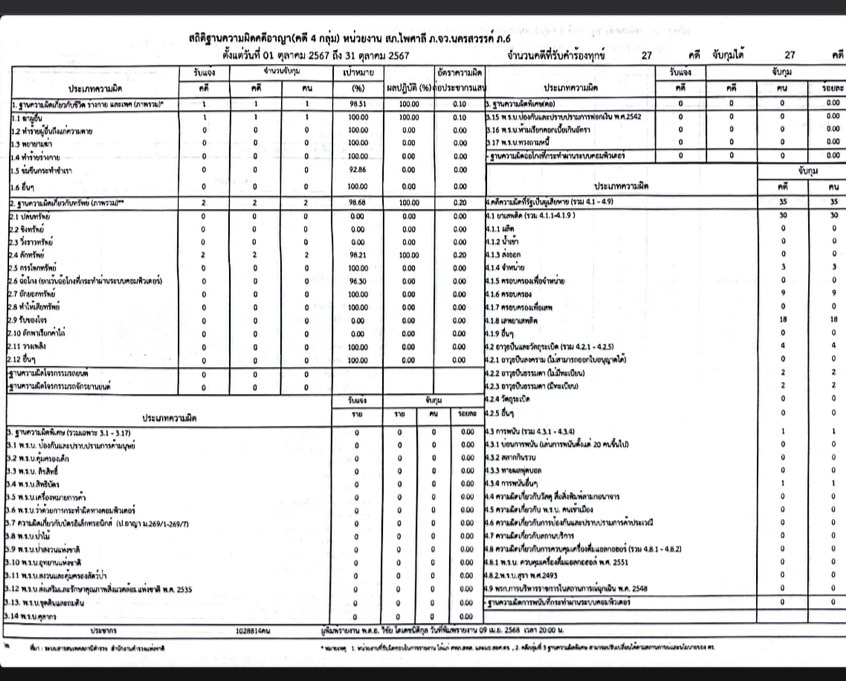 สถิติฐานความผิดคดีอาญา(คดี 4 กลุ่ม) หน่วยงาน สภ.ไพศาลี ภ.จว.นครสวรรค์ ภ.6
ตั้งแต่วันที่ 01 ตุลาคม 2567 ถึง 31 ตุลาคม 2567 จำนวนคดีที่รับคำร้องทุกข์ 27 คดี จับกุมได้ 27 คดี
ประเภทความผิด รับแจ้ง คดี จำนวนจับกุม คดี คน เป้าหมาย (%) ผลปฏิบัติ (%) อัตราความผิด ต่อประชากรแสน
1. ฐานความผิดเกี่ยวกับชีวิต ร่างกาย และเพศ (ภาพรวม)* 1 1 1 98.51 100.00 0.10
1.1 ฆ่าผู้อื่น 1 1 1 100.00 100.00 0.10
1.2 ทำร้ายผู้อื่นถึงแก่ความตาย 0 0 0 100.00 0.00 0.00
1.3 พยายามฆ่า 0 0 0 100.00 0.00 0.00
1.4 ทำร้ายร่างกาย 0 0 0 100.00 0.00 0.00
1.5 ข่มขืนกระทำชำเรา 0 0 0 92.86 0.00 0.00
1.6 อื่นๆ 0 0 0 100.00 0.00 0.00
2. ฐานความผิดเกี่ยวกับทรัพย์ (ภาพรวม)** 2 2 2 98.68 100.00 0.20
2.1 ปล้นทรัพย์ 0 0 0 0.00 0.00 0.00
2.2 ชิงทรัพย์ 0 0 0 0.00 0.00 0.00
2.3 วิ่งราวทรัพย์ 0 0 0 0.00 0.00 0.00
2.4 ลักทรัพย์ 2 2 2 98.21 100.00 0.20
2.5 กรรโชกทรัพย์ 0 0 0 100.00 0.00 0.00
2.6 ฉ้อโกง (ยกเว้นฉ้อโกงที่กระทำผ่านระบบคอมพิวเตอร์) 0 0 0 96.30 0.00 0.00
2.7 ยักยอกทรัพย์ 0 0 0 100.00 0.00 0.00
2.8 ทำให้เสียทรัพย์ 0 0 0 100.00 0.00 0.00
2.9 รับของโจร 0 0 0 0.00 0.00 0.00
2.10 ลักพาเรียกค่าไถ่ 0 0 0 0.00 0.00 0.00
2.11 วางเพลิง 0 0 0 100.00 0.00 0.00
2.12 อื่นๆ 0 0 0 100.00 0.00 0.00
ฐานความผิดโจรกรรมรถยนต์ 0 0 0
ฐานความผิดโจรกรรมรถจักรยานยนต์ 0 0 0
ประเภทความผิด รับแจ้ง ราย จับกุม ราย คน ร้อยละ
3. ฐานความผิดพิเศษ (รวมเฉพาะ 3.1 - 3.17) 0 0 0 0.00
3.1 พ.ร.บ. ป้องกันและปราบปรามการค้ามนุษย์ 0 0 0 0.00
3.2 พ.ร.บ.คุ้มครองเด็ก 0 0 0 0.00
3.3 พ.ร.บ. ลิขสิทธิ์ 0 0 0 0.00
3.4 พ.ร.บ.สิทธิบัตร 0 0 0 0.00
3.5 พ.ร.บ.เครื่องหมายการค้า 0 0 0 0.00
3.6 พ.ร.บ.ว่าด้วยการกระทำผิดทางคอมพิวเตอร์ 0 0 0 0.00
3.7 ความผิดเกี่ยวกับบัตรอิเล็กทรอนิกส์ (ป.อาญา ม.269/1-269/7) 0 0 0 0.00
3.8 พ.ร.บ.ป่าไม้ 0 0 0 0.00
3.9 พ.ร.บ.ป่าสงวนแห่งชาติ 0 0 0 0.00
3.10 พ.ร.บ.อุทยานแห่งชาติ 0 0 0 0.00
3.11 พ.ร.บ.สงวนและคุ้มครองสัตว์ป่า 0 0 0 0.00
3.12 พ.ร.บ.ส่งเสริมและรักษาคุณภาพสิ่งแวดล้อมแห่งชาติ พ.ศ. 2535 0 0 0 0.00
3.13. พ.ร.บ.ขุดดินและถมดิน 0 0 0 0.00
3.14 พ.ร.บ.ศุลกากร 0 0 0 0.00
ประเภทความผิด รับแจ้ง คดี จับกุม คดี คน ร้อยละ
3. ฐานความผิดพิเศษ(ต่อ) 0 0 0 0.00
3.15 พ.ร.บ.ป้องกันและปราบปรามการฟอกเงิน พ.ศ.2542 0 0 0 0.00
3.16 พ.ร.บ.ห้ามเรียกดอกเบี้ยเกินอัตรา 0 0 0 0.00
3.17 พ.ร.บ.ทวงถามหนี้ 0 0 0 0.00
- ฐานความผิดฉ้อโกงที่กระทำผ่านระบบคอมพิวเตอร์ 0 0 0 0.00
ประเภทความผิด จับกุม คดี คน
4.คดีความผิดที่รัฐเป็นผู้เสียหาย (รวม 4.1 - 4.9) 35 35
4.1 ยาเสพติด (รวม 4.1.1-4.1.9 ) 30 30
4.1.1 ผลิต 0 0
4.1.2 นำเข้า 0 0
4.1.3 ส่งออก 0 0
4.1.4 จำหน่าย 3 3
4.1.5 ครอบครองเพื่อจำหน่าย 0 0
4.1.6 ครอบครอง 9 9
4.1.7 ครอบครองเพื่อเสพ 0 0
4.1.8 เสพยาเสพติด 18 18
4.1.9 อื่นๆ 0 0
4.2 อาวุธปืนและวัตถุระเบิด (รวม 4.2.1 - 4.2.5) 4 4
4.2.1 อาวุธปืนสงคราม (ไม่สามารถออกใบอนุญาตได้) 0 0
4.2.2 อาวุธปืนธรรมดา (ไม่มีทะเบียน) 2 2
4.2.3 อาวุธปืนธรรมดา (มีทะเบียน) 2 2
4.2.4 วัตถุระเบิด 0 0
4.2.5 อื่นๆ 0 0
4.3 การพนัน (รวม 4.3.1 - 4.3.4) 1 1
4.3.1 บ่อนการพนัน (เล่นการพนันตั้งแต่ 20 คนขึ้นไป) 0 0
4.3.2 สลากกินรวบ 0 0
4.3.3 ทายผลฟุตบอล 0 0
4.3.4 การพนันอื่นๆ 1 1
4.4 ความผิดเกี่ยวกับวัตถุ สื่อสิ่งพิมพ์ลามกอนาจาร 0 0
4.5 ความผิดเกี่ยวกับ พ.ร.บ. คนเข้าเมือง 0 0
4.6 ความผิดเกี่ยวกับการป้องกันและปราบปรามการค้าประเวณี 0 0
4.7 ความผิดเกี่ยวกับสถานบริการ 0 0
4.8 ความผิดเกี่ยวกับการควบคุมเครื่องดื่มแอลกอฮอร์ (รวม 4.8.1 - 4.8.2) 0 0
4.8.1 พ.ร.บ. ควบคุมเครื่องดื่มแอลกอฮอล์ พ.ศ. 2551 0 0
4.8.2.พ.ร.บ.สุรา พ.ศ.2493 0 0
4.9 พรก.การบริหารราชการในสถานการณ์ฉุกเฉิน พ.ศ. 2548 0 0
- ฐานความผิดการพนันที่กระทำผ่านระบบคอมพิวเตอร์ 0 0
ประชากร 1028814คน ผู้พิมพ์รายงาน พ.ต.อ. วิชัย วันที่พิมพ์รายงาน 09 เม.ย. 2568 เวลา 20:00 น.
ที่มา : ระบบสารสนเทศสถานีตำรวจ สำนักงานตำรวจแห่งชาติ